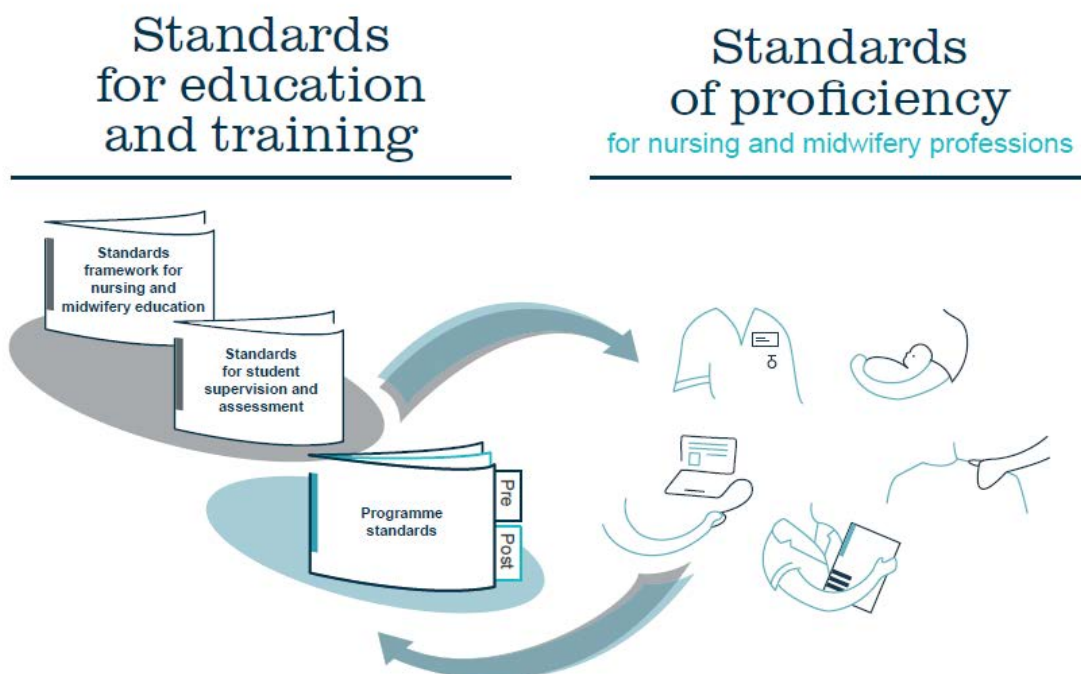 Standards
for education
and training
Standards
of proficiency
for nursing and midwifery professions
Standards
framework for
nursing and
midwifery education
Standards
for student
supervision and
assessment
Programme
standards
Pre
Post